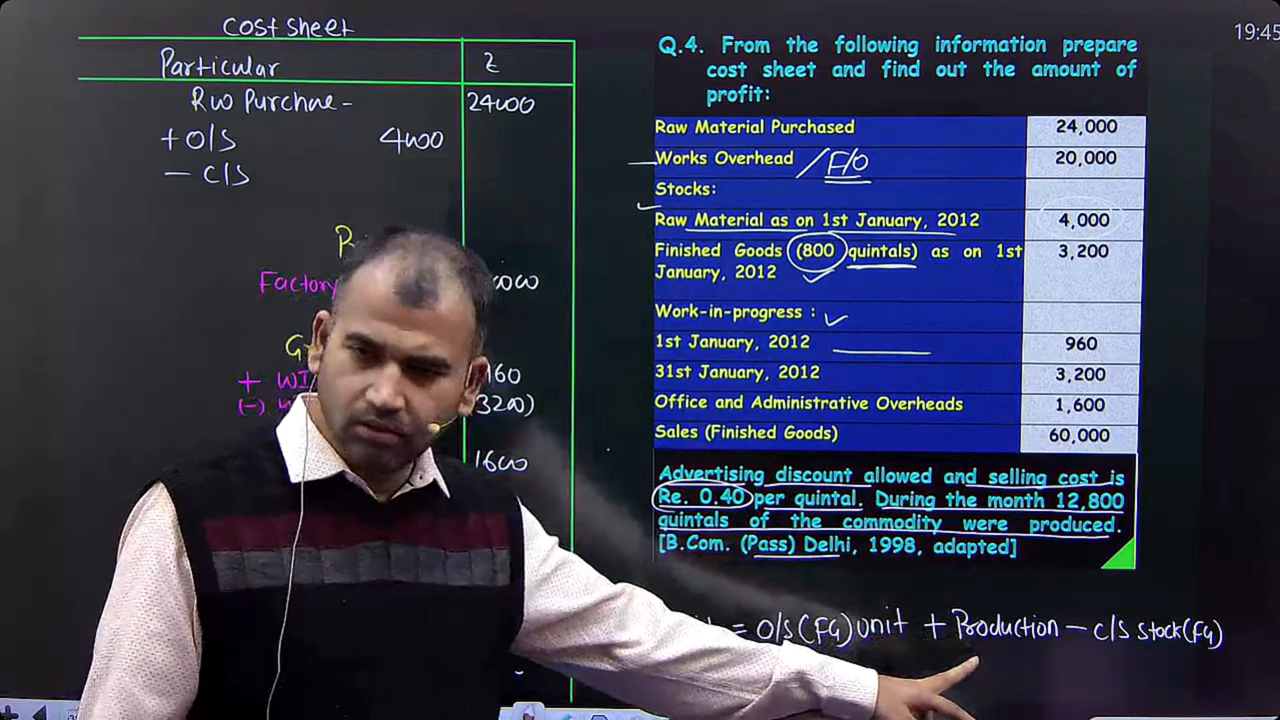 19:45
Cost sheet
Particular ₹
RW Purchae - 24000
+ O/S 4000
- C/S
Factory
+ WI 960
(-) 3200)
1600
Q.4. From the following information prepare
cost sheet and find out the amount of
profit:
Raw Material Purchased 24,000
Works Overhead / F/O 20,000
Stocks:
Raw Material as on 1st January, 2012 4,000
Finished Goods (800 quintals) as on 1st 3,200
January, 2012
Work-in-progress :
1st January, 2012 960
31st January, 2012 3,200
Office and Administrative Overheads 1,600
Sales (Finished Goods) 60,000
Advertising discount allowed and selling cost is
Re. 0.40 per quintal. During the month 12,800
quintals of the commodity were produced.
[B.Com. (Pass) Delhi, 1998, adapted]
= O/S (FG) unit + Production - C/S stock (FG)